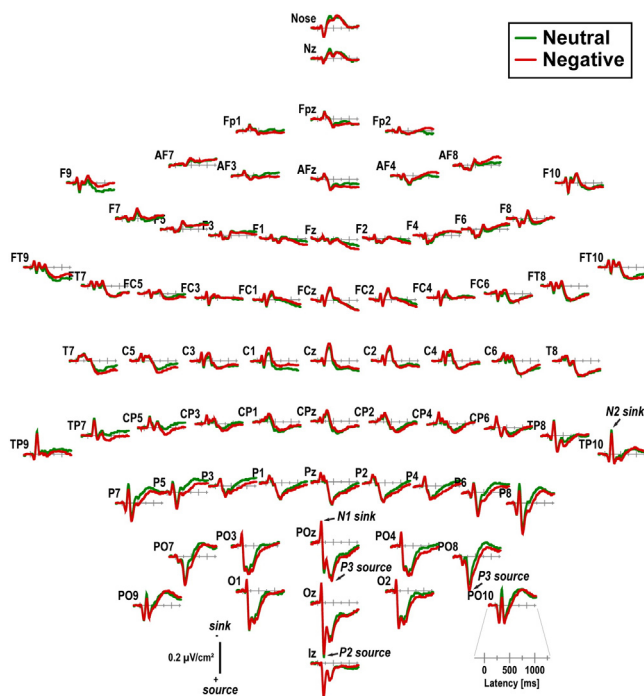 Nose
Neutral
Negative
Nz
Fp1
Fpz
Fp2
AF7
AF3
AFz
AF4
AF8
F9
F10
F7
F5
F3
F1
Fz
F2
F4
F6
F8
FT9
FT7
FC5
FC3
FC1
FCz
FC2
FC4
FC6
FT8
FT10
T7
C5
C3
C1
Cz
C2
C4
C6
T8
N2 sink
TP9
TP7
CP5
CP3
CP1
CPz
CP2
CP4
CP6
TP8
TP10
P7
P5
P3
P1
Pz
P2
P4
P6
P8
N1 sink
PO7
PO3
POz
PO4
PO8
P3 source
P3 source
PO9
O1
Oz
O2
PO10
sink
-
0.2 µV/cm²
+
source
P2 source
Iz
0 400 1200
Latency [ms]